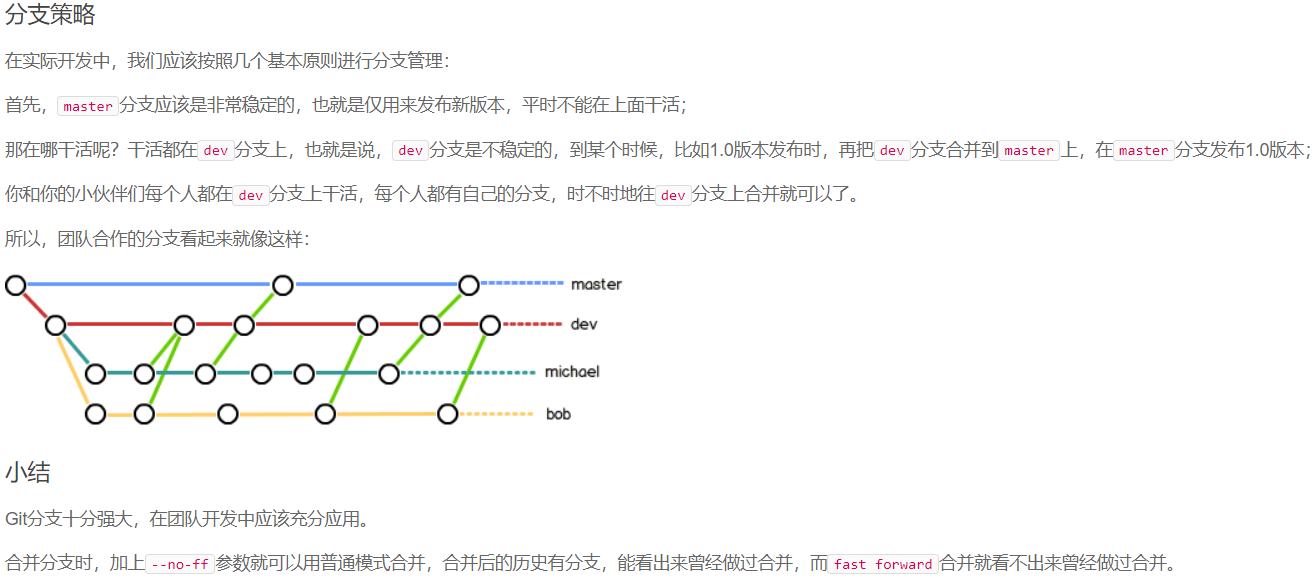 分支策略
在实际开发中，我们应该按照几个基本原则进行分支管理：
首先，master分支应该是非常稳定的，也就是仅用来发布新版本，平时不能在上面干活；
那在哪干活呢？干活都在dev分支上，也就是说，dev分支是不稳定的，到某个时候，比如1.0版本发布时，再把dev分支合并到master上，在master分支发布1.0版本；
你和你的小伙伴们每个人都在dev分支上干活，每个人都有自己的分支，时不时地往dev分支上合并就可以了。
所以，团队合作的分支看起来就像这样：
master
dev
michael
bob
小结
Git分支十分强大，在团队开发中应该充分应用。
合并分支时，加上--no-ff参数就可以用普通模式合并，合并后的历史有分支，能看出来曾经做过合并，而fast forward合并就看不出来曾经做过合并。